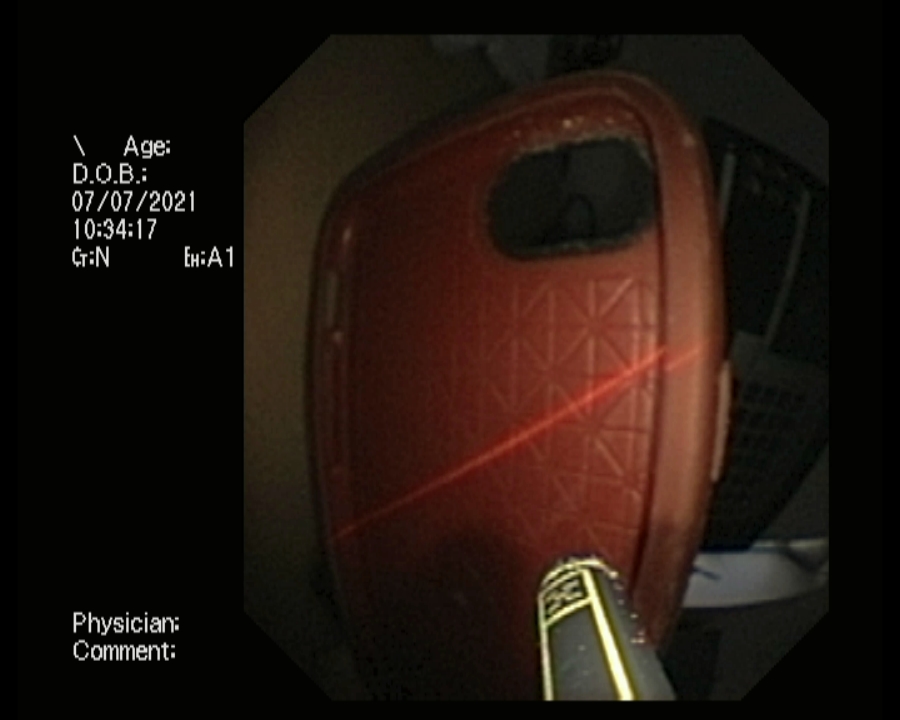 \ Age:
D.O.B.:
07/07/2021
10:34:17
Cr:N Eh:A1
Physician:
Comment: